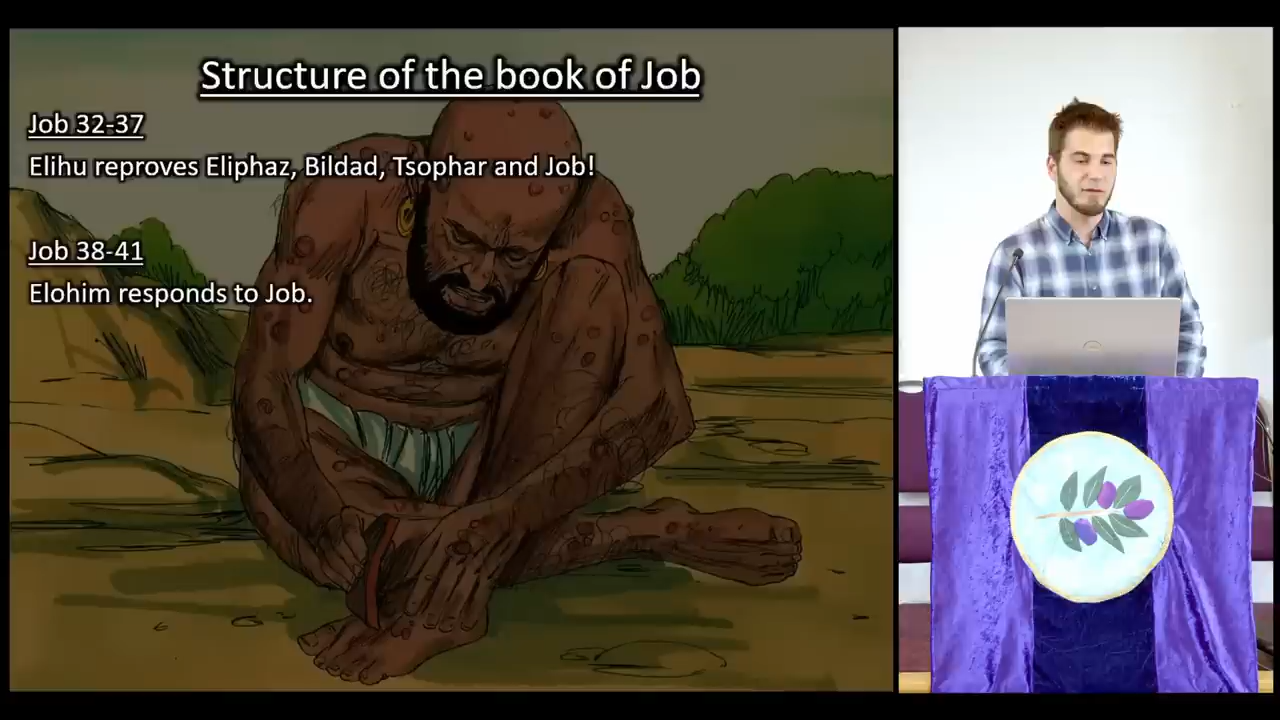 Structure of the book of Job
Job 32-37
Elihu reproves Eliphaz, Bildad, Tsophar and Job!
Job 38-41
Elohim responds to Job.